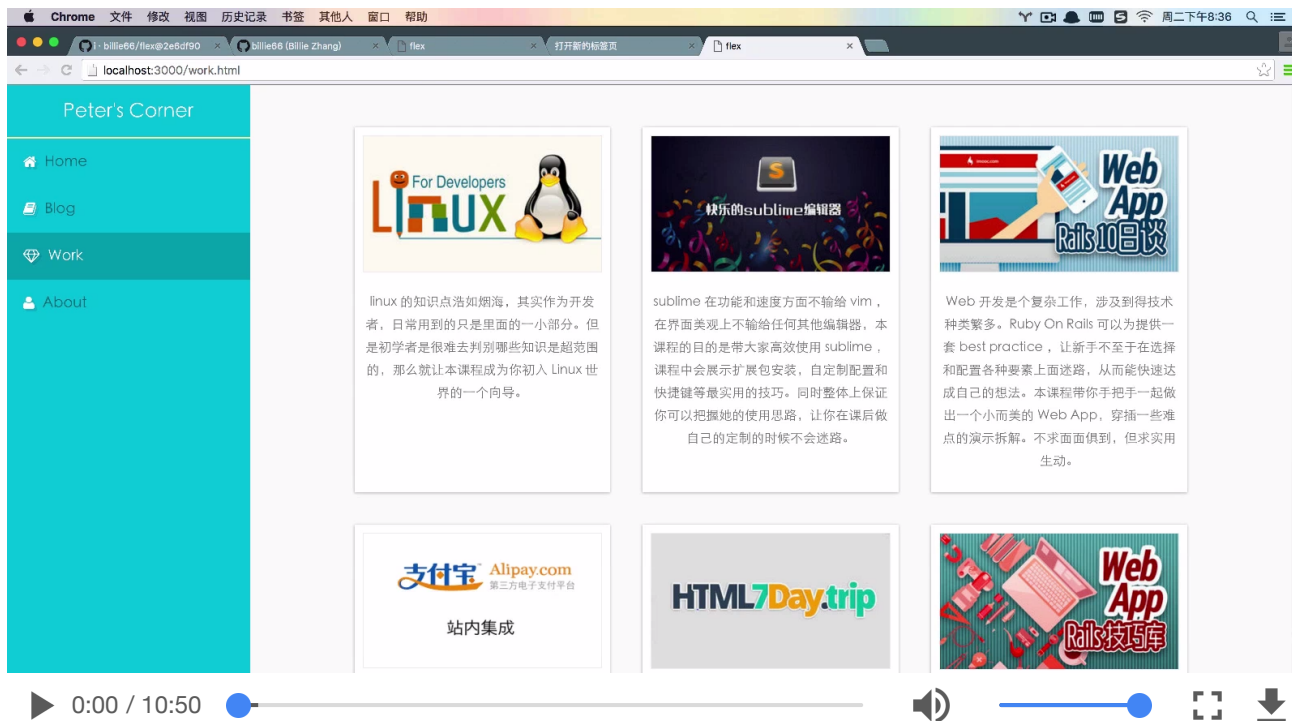 Chrome 文件 修改 视图 历史记录 书签 其他人 窗口 帮助 周二下午8:36
i · billie66/flex@2e6df90 billie66 (Billie Zhang) flex 打开新的标签页 flex
localhost:3000/work.html
Peter's Corner
Home
Blog
Work
About
For Developers
LINUX
linux 的知识点浩如烟海，其实作为开发
者，日常用到的只是里面的一小部分。但
是初学者是很难去判别哪些知识是超范围
的，那么就让本课程成为你初入 Linux 世
界的一个向导。
S
快乐的sublime编辑器
sublime 在功能和速度方面不输给 vim ，
在界面美观上不输给任何其他编辑器，本
课程的目的是带大家高效使用 sublime ，
课程中会展示扩展包安装，自定制配置和
快捷键等最实用的技巧。同时整体上保证
你可以把握她的使用思路，让你在课后做
自己的定制的时候不会迷路。
Web
App
Rails10日谈
Web 开发是个复杂工作，涉及到得技术
种类繁多。Ruby On Rails 可以为提供一
套 best practice ，让新手不至于在选择
和配置各种要素上面迷路，从而能快速达
成自己的想法。本课程带你手把手一起做
出一个小而美的 Web App，穿插一些难
点的演示拆解。不求面面俱到，但求实用
生动。
支付宝 Alipay.com
第三方电子支付平台
站内集成
HTML7Day.trip
Web
App
Rails技巧库
0:00 / 10:50